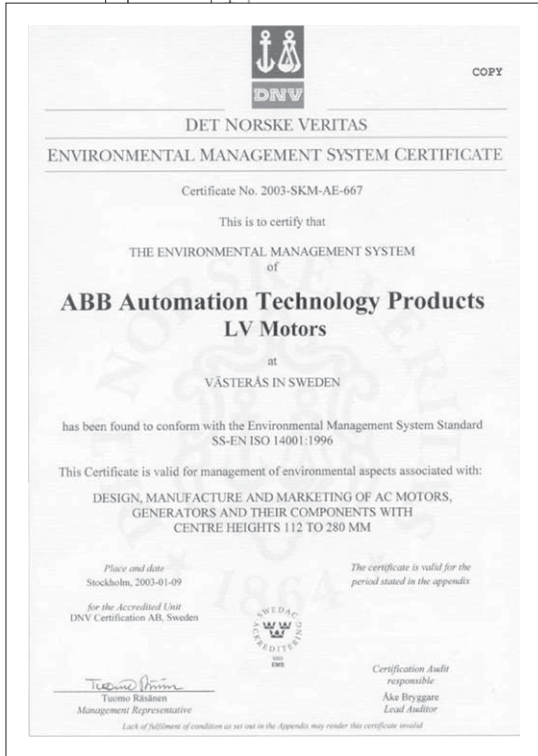 COPY
DNV
DET NORSKE VERITAS
ENVIRONMENTAL MANAGEMENT SYSTEM CERTIFICATE
Certificate No. 2003-SKM-AE-667
This is to certify that
THE ENVIRONMENTAL MANAGEMENT SYSTEM
of
ABB Automation Technology Products
LV Motors
at
VÄSTERÅS IN SWEDEN
has been found to conform with the Environmental Management System Standard
SS-EN ISO 14001:1996
This Certificate is valid for management of environmental aspects associated with:
DESIGN, MANUFACTURE AND MARKETING OF AC MOTORS,
GENERATORS AND THEIR COMPONENTS WITH
CENTRE HEIGHTS 112 TO 280 MM
Place and date
Stockholm, 2003-01-09
The certificate is valid for the
period stated in the appendix
for the Accredited Unit
DNV Certification AB, Sweden
SWEDAC
ACKREDITERING
EMS
Tuomo Räsänen
Management Representative
Certification Audit
responsible
Åke Bryggare
Lead Auditor
Lack of fulfilment of condition as set out in the Appendix may render this certificate invalid
DET NORSKE VERITAS
1864